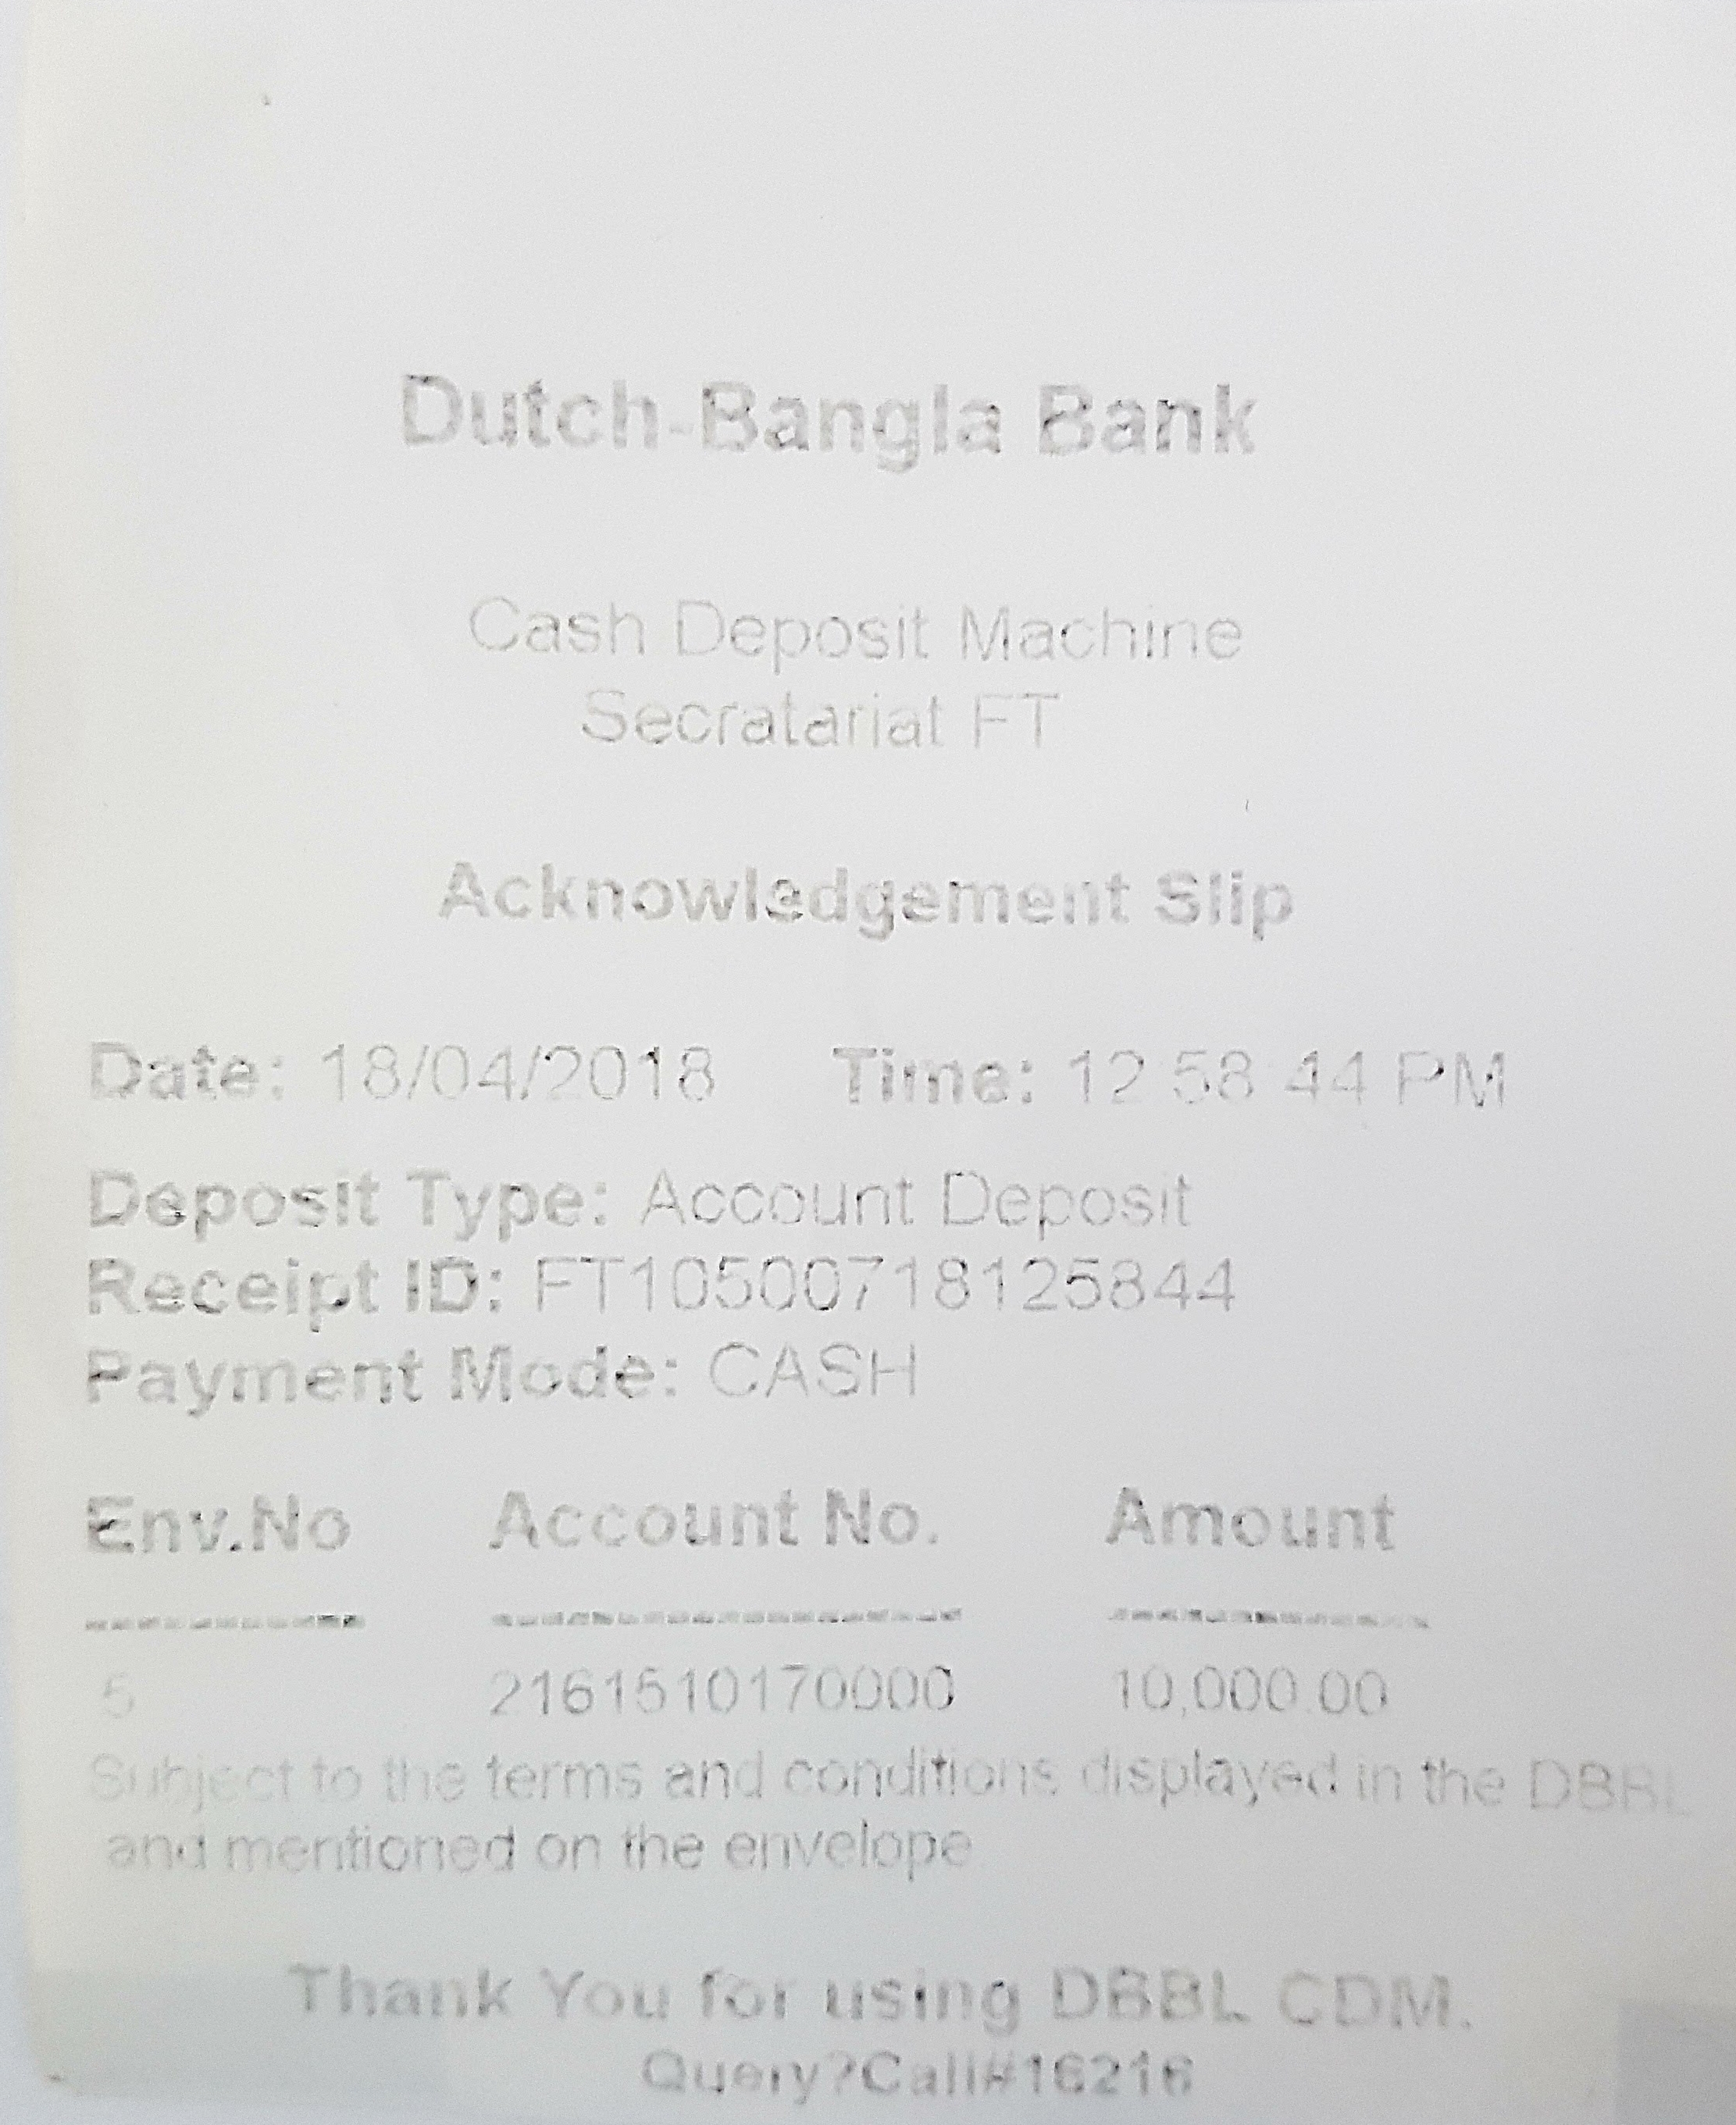 Dutch-Bangla Bank
Cash Deposit Machine
Secratariat FT
Acknowledgement Slip
Date: 18/04/2018 Time: 12:58:44 PM
Deposit Type: Account Deposit
Receipt ID: FT10500718125844
Payment Mode: CASH
Env.No Account No. Amount
5 2161510170000 10,000.00
Subject to the terms and conditions displayed in the DBBL
and mentioned on the envelope
Thank You for using DBBL CDM.
Query?Call#16216